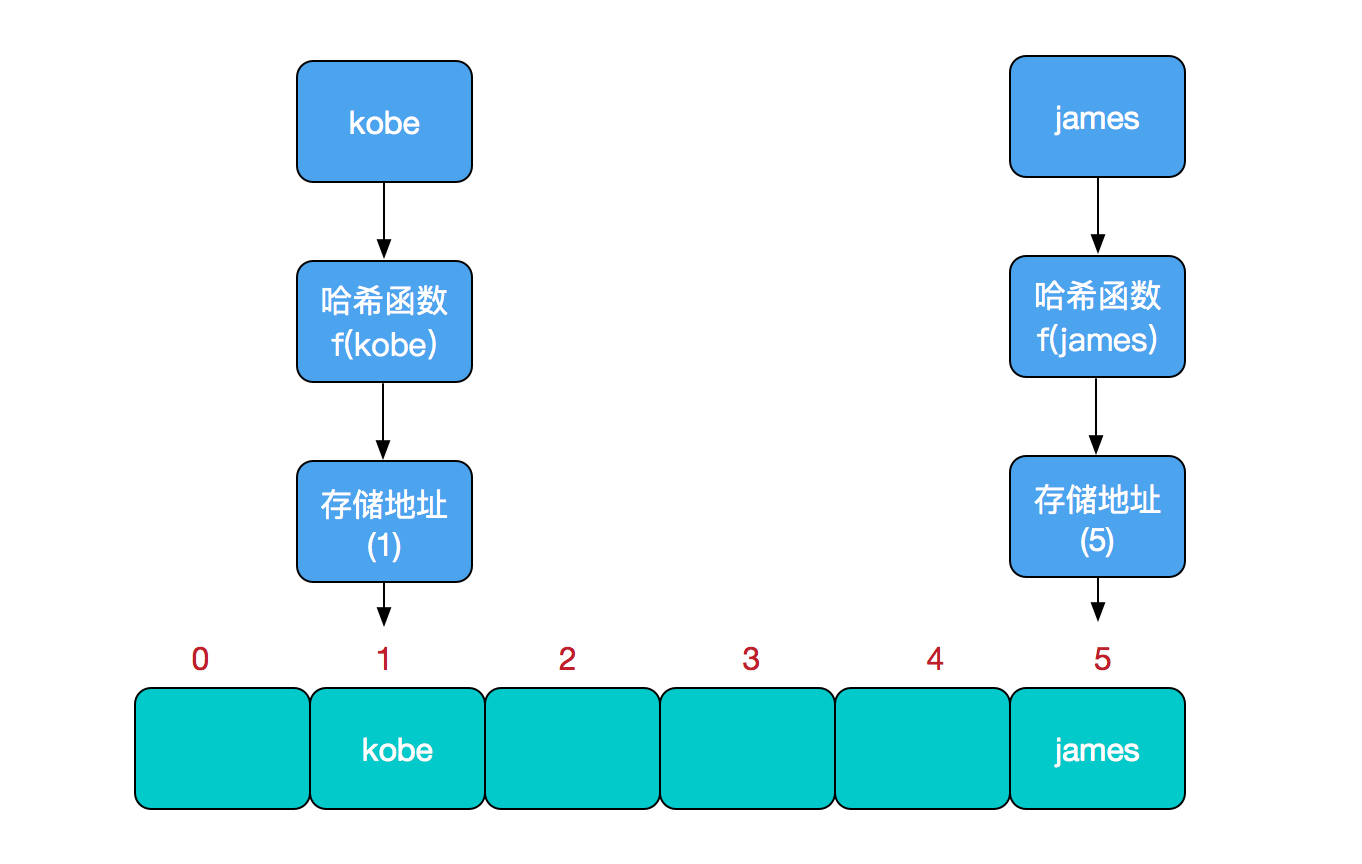 kobe
james
哈希函数
f(kobe)
哈希函数
f(james)
存储地址
(1)
存储地址
(5)
0
1
2
3
4
5
kobe
james